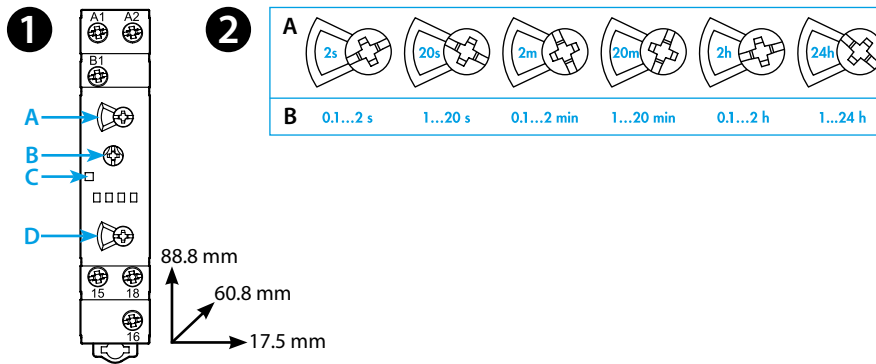 1
A1 A2
B1
A
B
C
D
15 18
16
88.8 mm
60.8 mm
17.5 mm
2
A 2s 20s 2m 20m 2h 24h
B 0.1...2 s 1...20 s 0.1...2 min 1...20 min 0.1...2 h 1...24 h